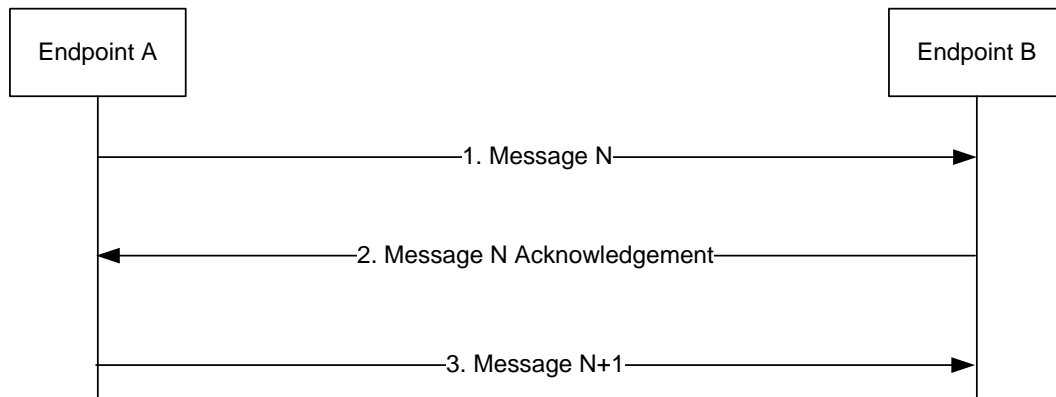 Endpoint A
Endpoint B
1. Message N
2. Message N Acknowledgement
3. Message N+1